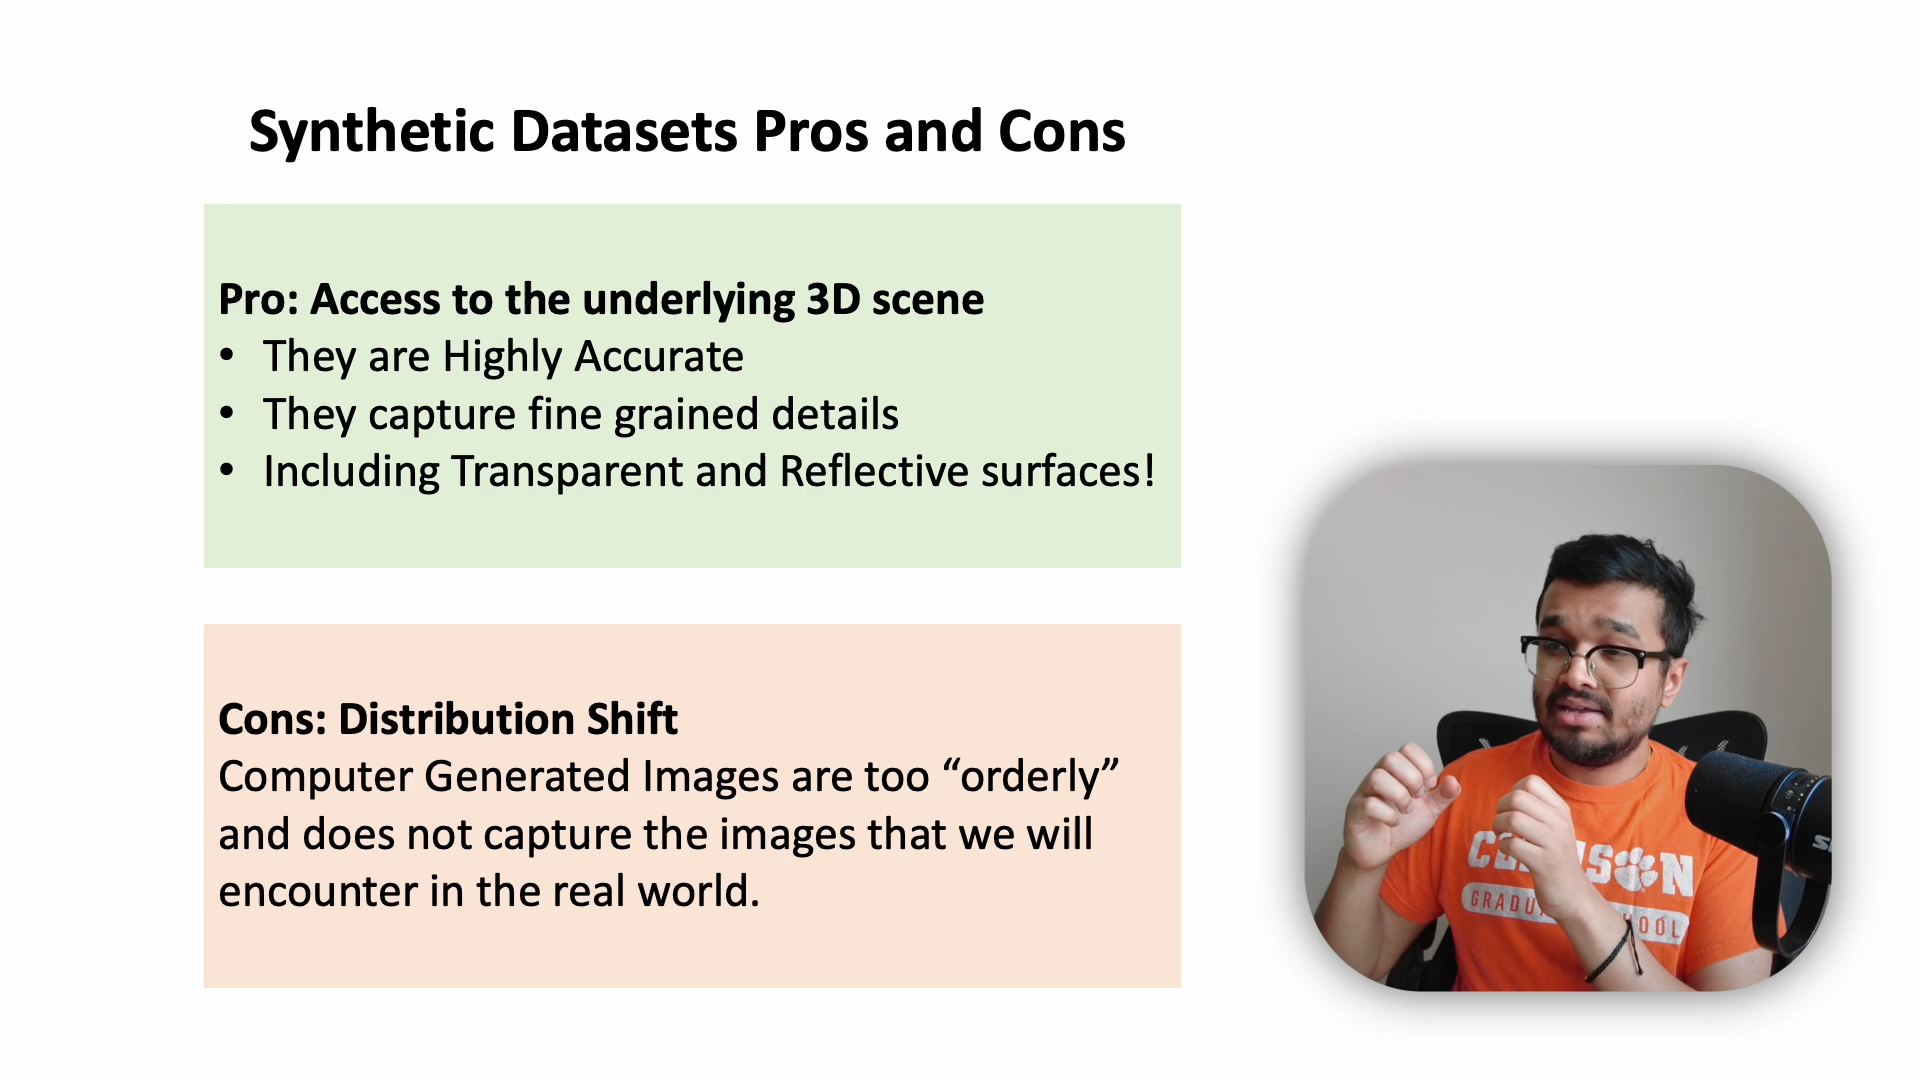 Synthetic Datasets Pros and Cons
Pro: Access to the underlying 3D scene
• They are Highly Accurate
• They capture fine grained details
• Including Transparent and Reflective surfaces!
Cons: Distribution Shift
Computer Generated Images are too “orderly”
and does not capture the images that we will
encounter in the real world.